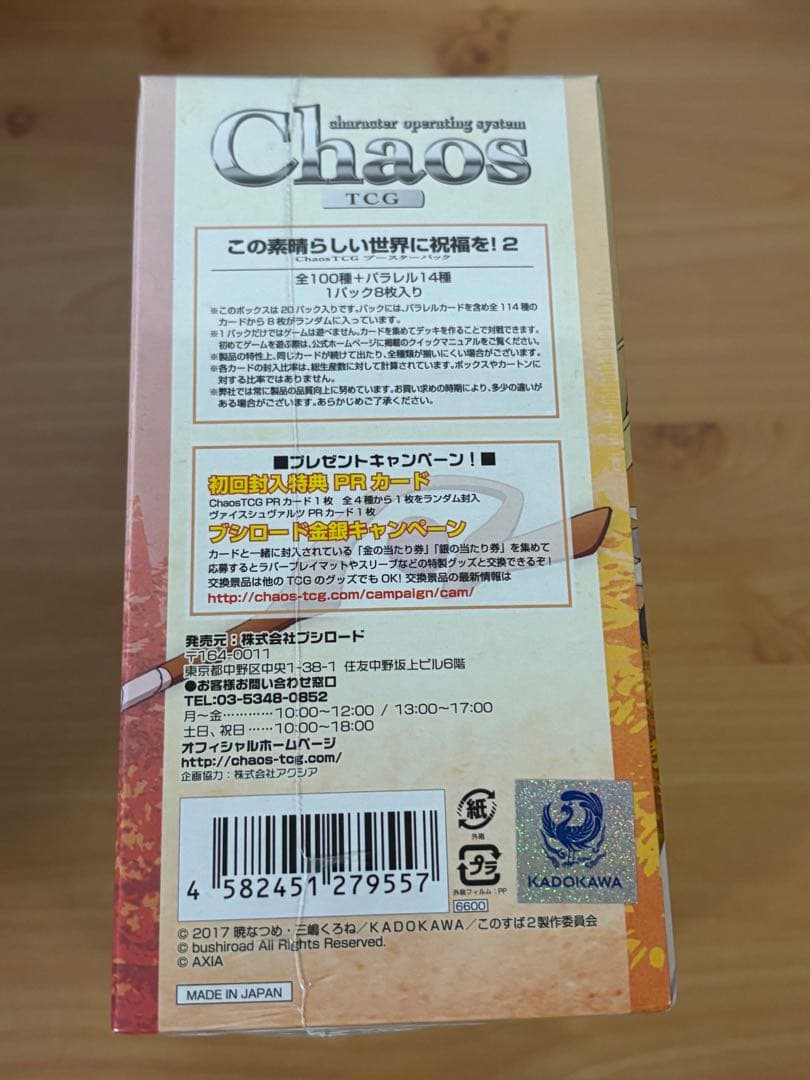 character operating system
Chaos
TCG
この素晴らしい世界に祝福を! 2
ChaosTCG ブースターパック
全100種＋パラレル14種
1パック8枚入り
※このボックスは20パック入りです。パックには、パラレルカードを含め全114種の
カードから8枚がランダムに入っています。
※1パックだけではゲームは遊べません。カードを集めてデッキを作ることで対戦できます。
初めてゲームを遊ぶ際は、公式ホームページに掲載のクイックマニュアルをご覧ください。
※製品の特性上、同じカードが続けて出たり、全種類が揃いにくい場合がございます。
※各カードの封入比率は、総生産数に対して計算されています。ボックスやカートンに
対する比率ではありません。
※弊社では常に製品の品質向上に努めています。お買い求めの時期により、多少の違いが
ある場合がございます。あらかじめご了承ください。
■プレゼントキャンペーン！■
初回封入特典 PRカード
ChaosTCG PRカード1枚 全4種から1枚をランダム封入
ヴァイスシュヴァルツ PRカード1枚
ブシロード金銀キャンペーン
カードと一緒に封入されている「金の当たり券」「銀の当たり券」を集めて
応募するとラバープレイマットやスリーブなどの特製グッズと交換できるぞ！
交換景品は他のTCGのグッズでもOK! 交換景品の最新情報は
http://chaos-tcg.com/campaign/cam/
発売元：株式会社ブシロード
〒164-0011
東京都中野区中央1-38-1 住友中野坂上ビル6階
●お客様お問い合わせ窓口
TEL:03-5348-0852
月〜金…………10:00〜12:00 / 13:00〜17:00
土日、祝日……10:00〜18:00
オフィシャルホームページ
http://chaos-tcg.com/
企画協力：株式会社アクシア
紙
外箱
プラ
外箱フィルム：PP
6600
KADOKAWA
4 582451 279557
© 2017 暁なつめ・三嶋くろね／KADOKAWA／このすば2製作委員会
© bushiroad All Rights Reserved.
© AXIA
MADE IN JAPAN